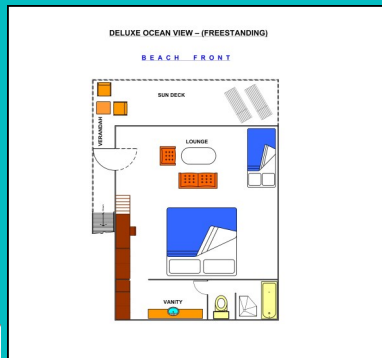 DELUXE OCEAN VIEW – (FREESTANDING)
BEACH FRONT
SUN DECK
VERANDAH
LOUNGE
VANITY